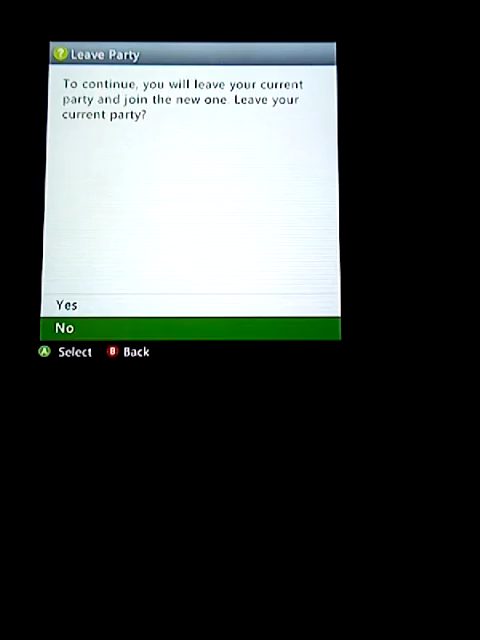 Leave Party
To continue, you will leave your current
party and join the new one. Leave your
current party?
Yes
No
A Select B Back